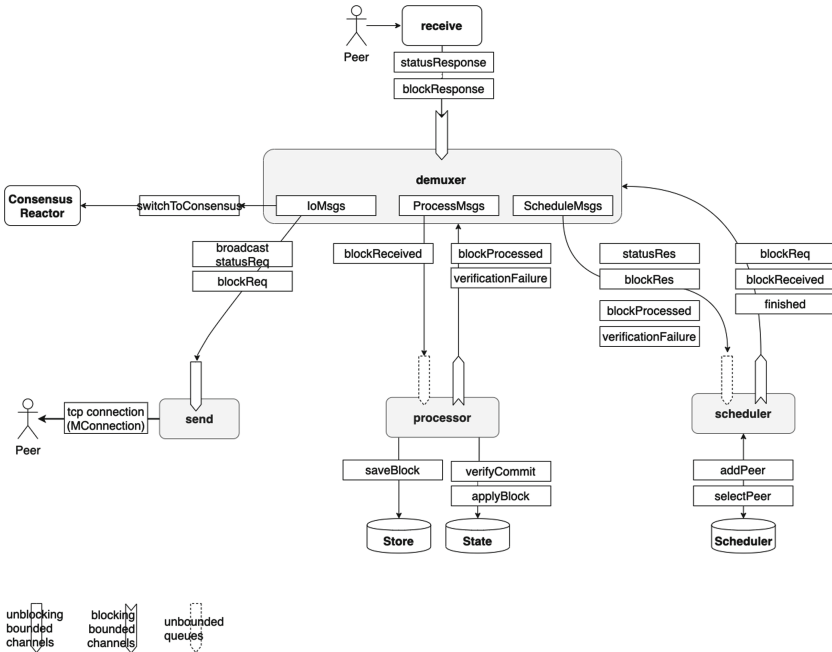 receive
Peer
statusResponse
blockResponse
demuxer
IoMsgs
ProcessMsgs
ScheduleMsgs
Consensus
Reactor
switchToConsensus
broadcast
statusReq
blockReq
blockReceived
blockProcessed
verificationFailure
statusRes
blockRes
blockProcessed
verificationFailure
blockReq
blockReceived
finished
Peer
tcp connection
(MConnection)
send
processor
scheduler
saveBlock
verifyCommit
applyBlock
addPeer
selectPeer
Store
State
Scheduler
unblocking
bounded
channels
blocking
bounded
channels
unbounded
queues